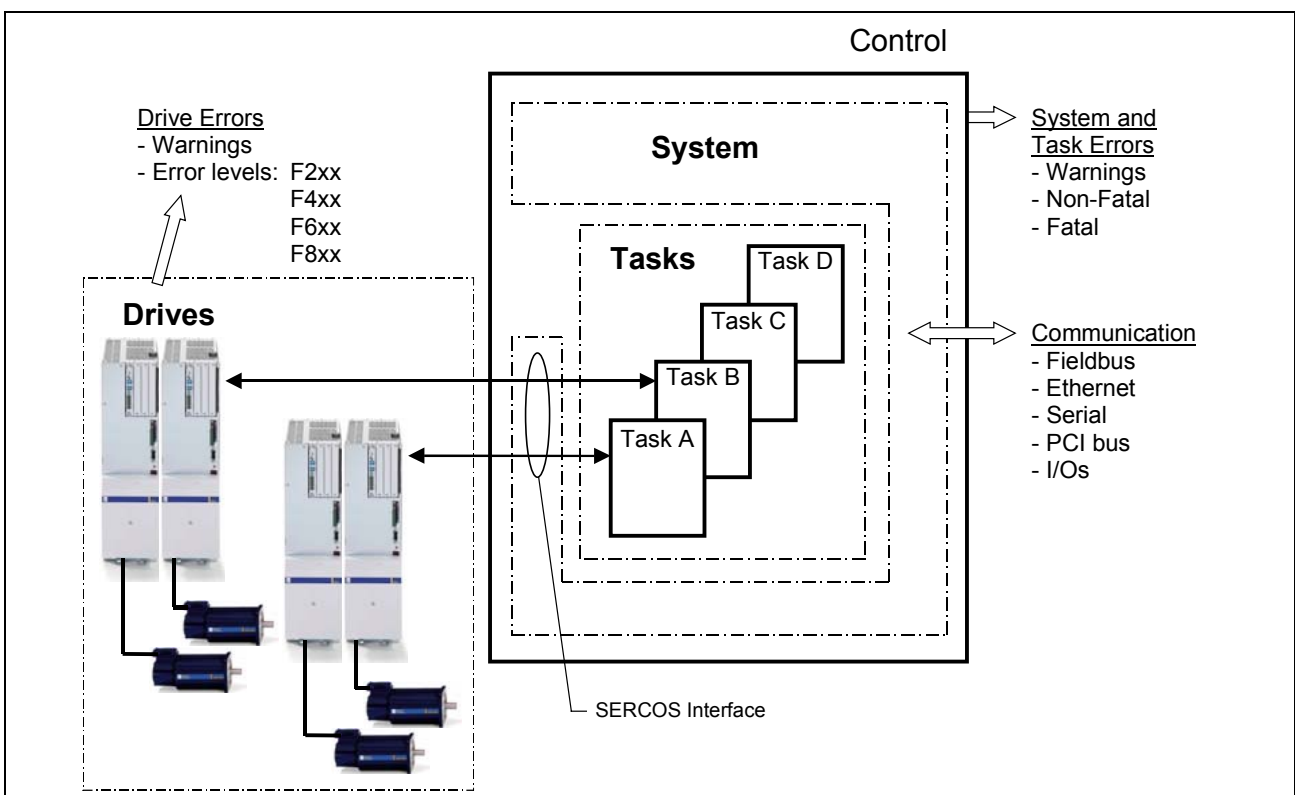 Control
Drive Errors
- Warnings
- Error levels: F2xx
F4xx
F6xx
F8xx
System and
Task Errors
- Warnings
- Non-Fatal
- Fatal
System
Tasks
Task D
Task C
Task B
Task A
Drives
Communication
- Fieldbus
- Ethernet
- Serial
- PCI bus
- I/Os
SERCOS Interface